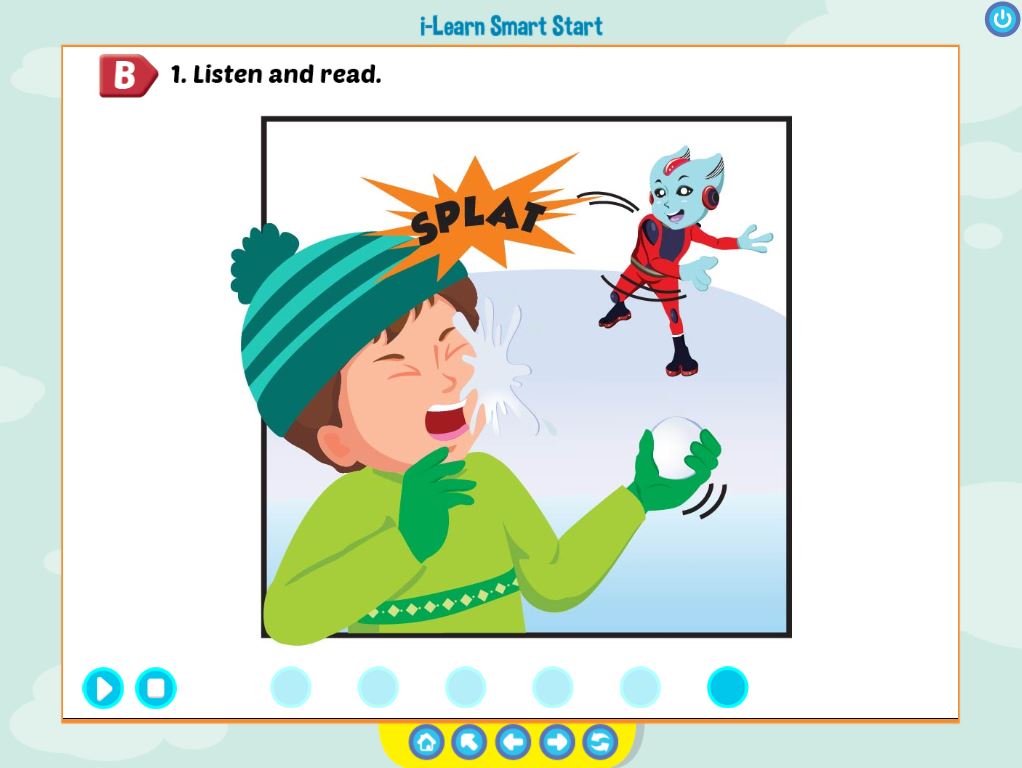 i-Learn Smart Start
B
1. Listen and read.
SPLAT